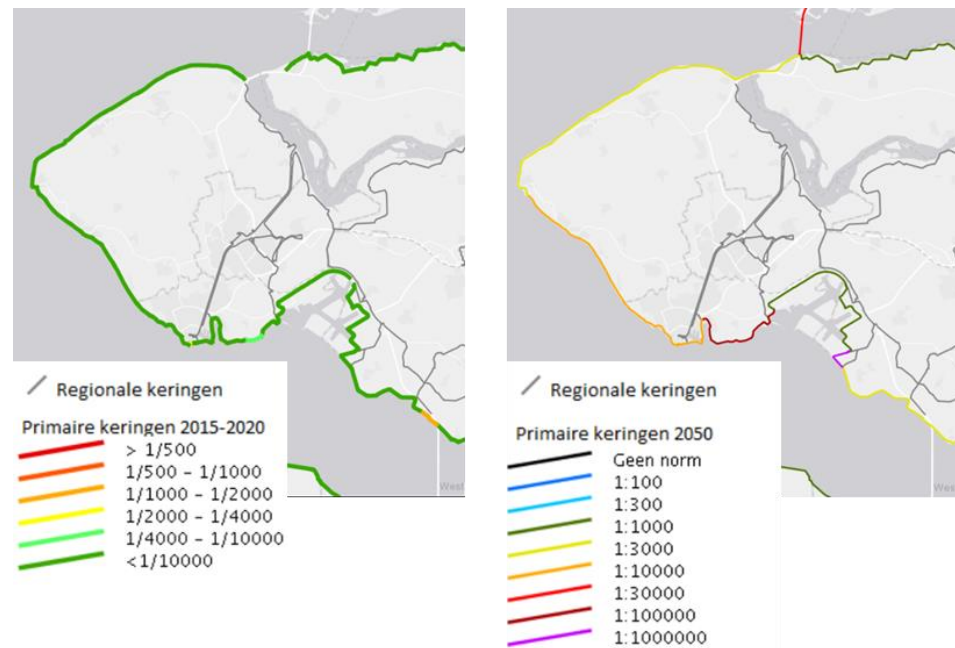 West
Regionale keringen
Primaire keringen 2015-2020
> 1/500
1/500 - 1/1000
1/1000 - 1/2000
1/2000 - 1/4000
1/4000 - 1/10000
<1/10000
West
Regionale keringen
Primaire keringen 2050
Geen norm
1:100
1:300
1:1000
1:3000
1:10000
1:30000
1:100000
1:1000000